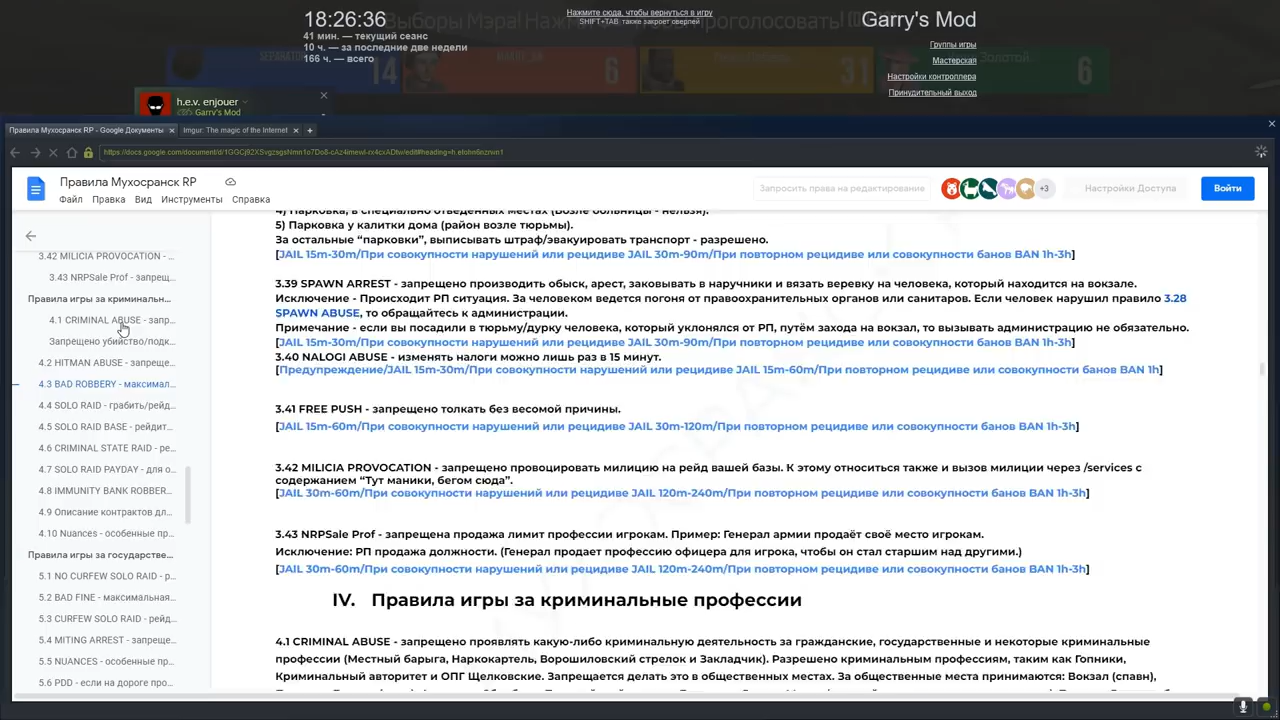 18:26:36
41 мин. — текущий сеанс
10 ч. — за последние две недели
166 ч. — всего
Нажмите сюда, чтобы вернуться в игру
SHIFT+TAB также закроет оверлей
Garry's Mod
Группы игры
Мастерская
Настройки контроллера
Принудительный выход
Выборы Мэра! Нажмите
проголосовать!
14
6
31
6
h.e.v. enjouer
Garry's Mod
Правила Мухосранск RP - Google Документы
Imgur: The magic of the Internet
Правила Мухосранск RP
Файл Правка Вид Инструменты Справка
Запросить права на редактирование
+3
Настройки Доступа
Войти
3.42 MILICIA PROVOCATION - ...
3.43 NRPSale Prof - запрещ...
Правила игры за криминальн...
4.1 CRIMINAL ABUSE - запр...
Запрещено убийство/подк...
4.2 HITMAN ABUSE - запреще...
4.3 BAD ROBBERY - максимал...
4.4 SOLO RAID - грабить/рейд...
4.5 SOLO RAID BASE - рейдит...
4.6 CRIMINAL STATE RAID - ре...
4.7 SOLO RAID PAYDAY - для о...
4.8 IMMUNITY BANK ROBBER...
4.9 Описание контрактов дл...
4.10 Nuances - особенные пр...
Правила игры за государстве...
5.1 NO CURFEW SOLO RAID - р...
5.2 BAD FINE - максимальная...
5.3 CURFEW SOLO RAID - рейд...
5.4 MITING ARREST - запреще...
5.5 NUANCES - особенные пр...
5.6 PDD - если на дороге про...
4) Парковка, в специально отведенных местах (Возле больницы - нельзя).
5) Парковка у калитки дома (район возле тюрьмы).
За остальные “парковки”, выписывать штраф/эвакуировать транспорт - разрешено.
[JAIL 15m-30m/При совокупности нарушений или рецидиве JAIL 30m-90m/При повторном рецидиве или совокупности банов BAN 1h-3h]
3.39 SPAWN ARREST - запрещено производить обыск, арест, заковывать в наручники и вязать веревку на человека, который находится на вокзале.
Исключение - Происходит РП ситуация. За человеком ведется погоня от правоохранительных органов или санитаров. Если человек нарушил правило 3.28
SPAWN ABUSE, то обращайтесь к администрации.
Примечание - если вы посадили в тюрьму/дурку человека, который уклонялся от РП, путём захода на вокзал, то вызывать администрацию не обязательно.
[JAIL 15m-30m/При совокупности нарушений или рецидиве JAIL 30m-90m/При повторном рецидиве или совокупности банов BAN 1h-3h]
3.40 NALOGI ABUSE - изменять налоги можно лишь раз в 15 минут.
[Предупреждение/JAIL 15m-30m/При совокупности нарушений или рецидиве JAIL 15m-60m/При повторном рецидиве или совокупности банов BAN 1h]
3.41 FREE PUSH - запрещено толкать без весомой причины.
[JAIL 15m-60m/При совокупности нарушений или рецидиве JAIL 30m-120m/При повторном рецидиве или совокупности банов BAN 1h-3h]
3.42 MILICIA PROVOCATION - запрещено провоцировать милицию на рейд вашей базы. К этому относиться также и вызов милиции через /services с
содержанием “Тут маники, бегом сюда”.
[JAIL 30m-60m/При совокупности нарушений или рецидиве JAIL 120m-240m/При повторном рецидиве или совокупности банов BAN 1h-3h]
3.43 NRPSale Prof - запрещена продажа лимит профессии игрокам. Пример: Генерал армии продаёт своё место игрокам.
Исключение: РП продажа должности. (Генерал продает профессию офицера для игрока, чтобы он стал старшим над другими.)
[JAIL 30m-60m/При совокупности нарушений или рецидиве JAIL 120m-240m/При повторном рецидиве или совокупности банов BAN 1h-3h]
IV. Правила игры за криминальные профессии
4.1 CRIMINAL ABUSE - запрещено проявлять какую-либо криминальную деятельность за гражданские, государственные и некоторые криминальные
профессии (Местный барыга, Наркокартель, Ворошиловский стрелок и Закладчик). Разрешено криминальным профессиям, таким как Гопники,
Криминальный авторитет и ОПГ Щелковские. Запрещается делать это в общественных местах. За общественные места принимаются: Вокзал (спавн),